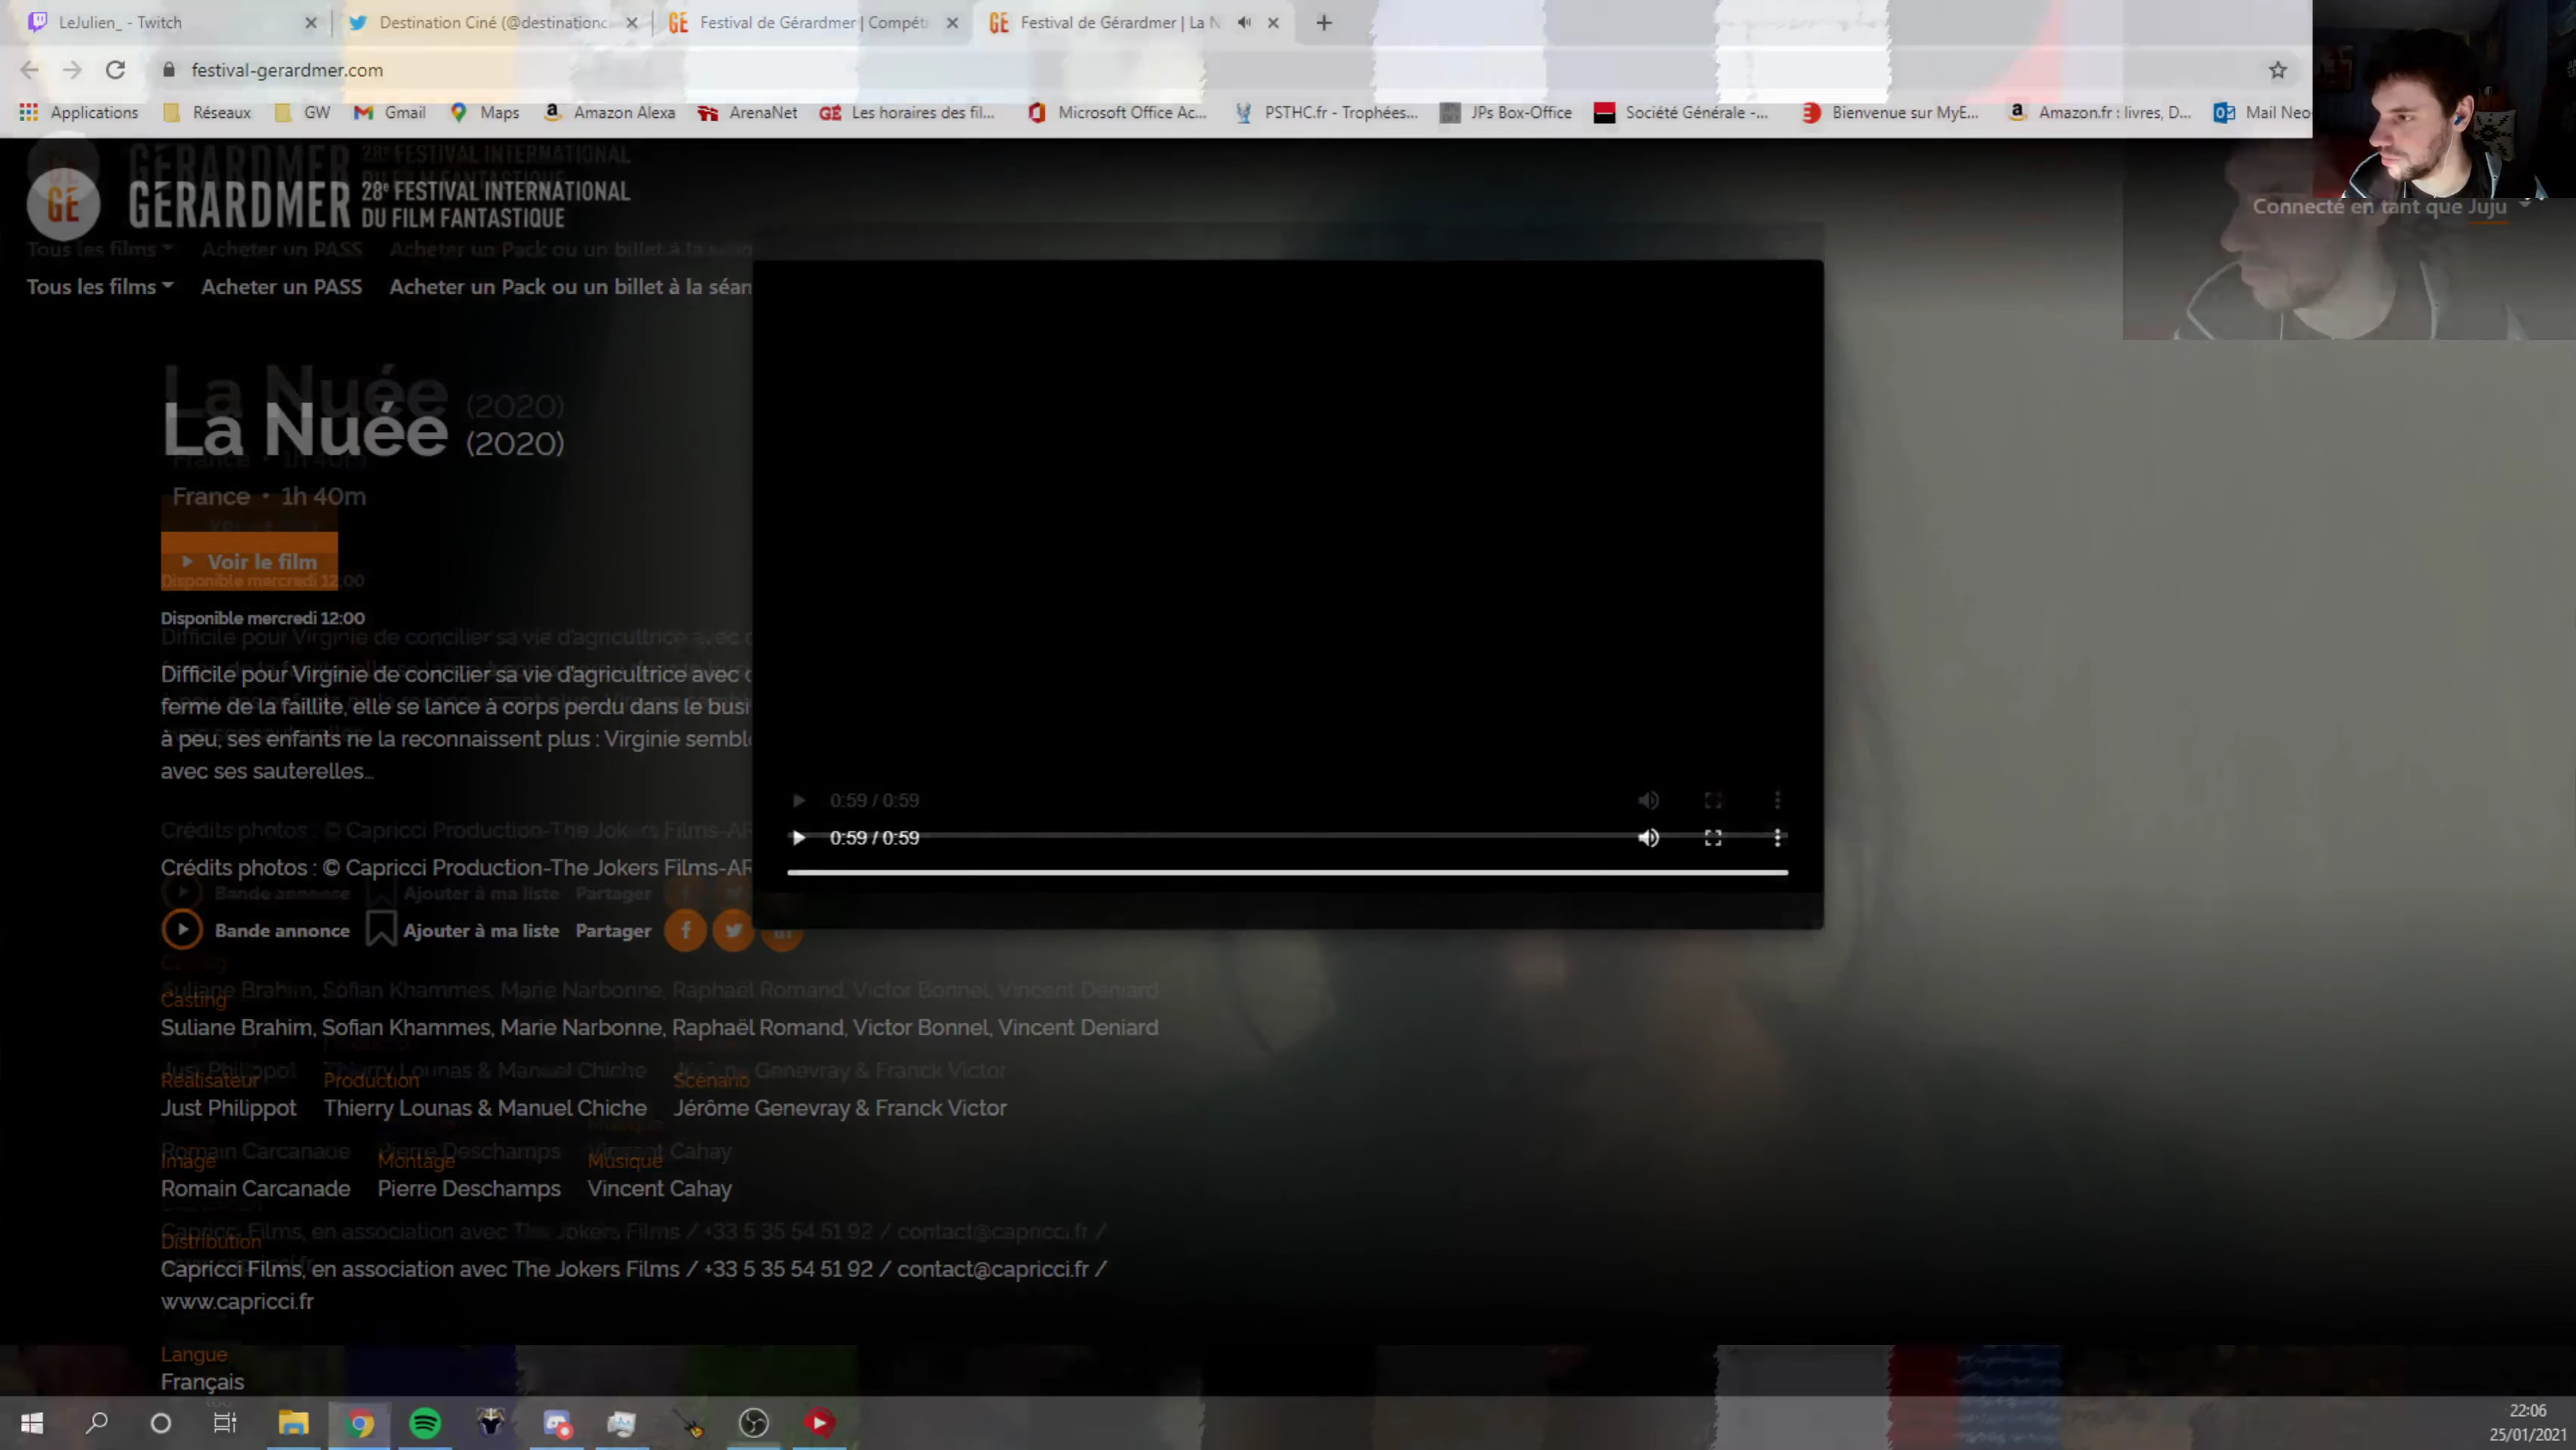 LeJulien_ - Twitch
Destination Ciné (@destinationc
Festival de Gérardmer | Compéti
Festival de Gérardmer | La N
festival-gerardmer.com
Applications Réseaux GW Gmail Maps Amazon Alexa ArenaNet Les horaires des fil... Microsoft Office Ac... PSTHC.fr - Trophées... JPs Box-Office Société Générale -... Bienvenue sur MyE... Amazon.fr : livres, D... Mail Neo
GÉ GÉRARDMER 28e FESTIVAL INTERNATIONAL
DU FILM FANTASTIQUE
Connecté en tant que Juju
Tous les films Acheter un PASS Acheter un Pack ou un billet à la séan
La Nuée (2020)
France • 1h 40m
Voir le film
Disponible mercredi 12:00
Difficile pour Virginie de concilier sa vie d'agricultrice avec c
ferme de la faillite, elle se lance à corps perdu dans le busi
à peu, ses enfants ne la reconnaissent plus : Virginie semble
avec ses sauterelles...
0:59 / 0:59
0:59 / 0:59
Crédits photos : © Capricci Production-The Jokers Films-AR
Bande annonce Ajouter à ma liste Partager
Casting
Suliane Brahim, Sofian Khammes, Marie Narbonne, Raphaël Romand, Victor Bonnel, Vincent Deniard
Réalisateur Production Scénario
Just Philippot Thierry Lounas & Manuel Chiche Jérôme Genevray & Franck Victor
Image Montage Musique
Romain Carcanade Pierre Deschamps Vincent Cahay
Distribution
Capricci Films, en association avec The Jokers Films / +33 5 35 54 51 92 / contact@capricci.fr /
www.capricci.fr
Langue
Français
22:06
25/01/2021